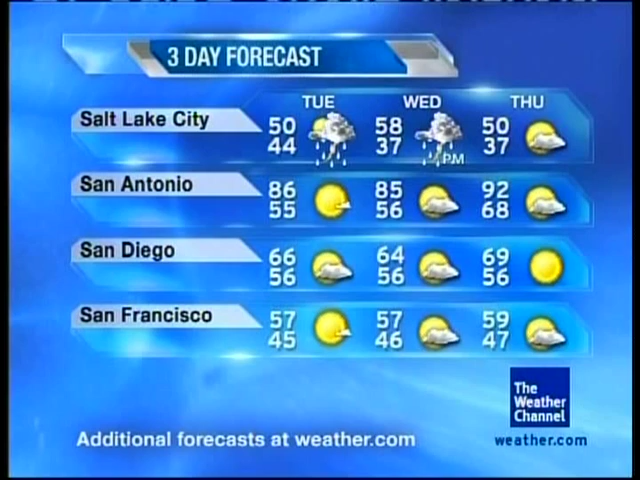 3 DAY FORECAST
TUE WED THU
Salt Lake City 50 58 50
44 37 PM 37
San Antonio 86 85 92
55 56 68
San Diego 66 64 69
56 56 56
San Francisco 57 57 59
45 46 47
The
Weather
Channel
Additional forecasts at weather.com
weather.com